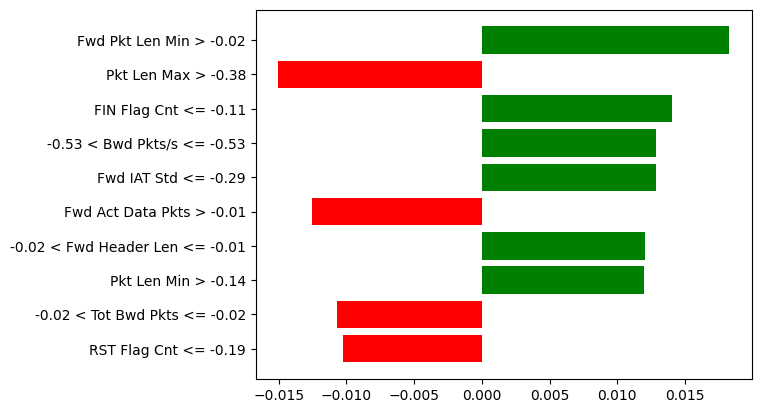 Fwd Pkt Len Min > -0.02
Pkt Len Max > -0.38
FIN Flag Cnt <= -0.11
-0.53 < Bwd Pkts/s <= -0.53
Fwd IAT Std <= -0.29
Fwd Act Data Pkts > -0.01
-0.02 < Fwd Header Len <= -0.01
Pkt Len Min > -0.14
-0.02 < Tot Bwd Pkts <= -0.02
RST Flag Cnt <= -0.19
−0.015 −0.010 −0.005 0.000 0.005 0.010 0.015